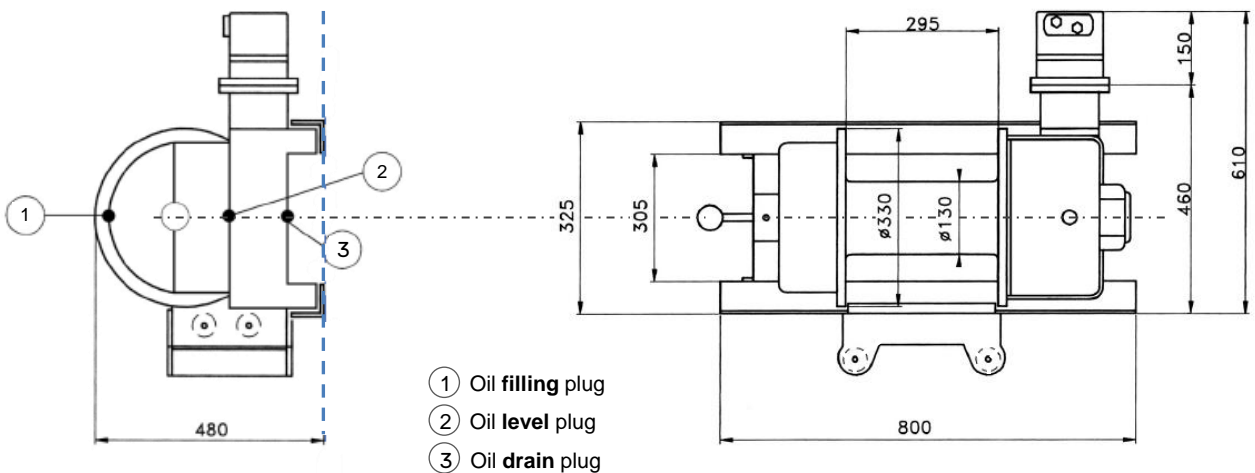 295
150
610
460
325
305
ø330
ø130
1
2
3
480
800
1 Oil filling plug
2 Oil level plug
3 Oil drain plug